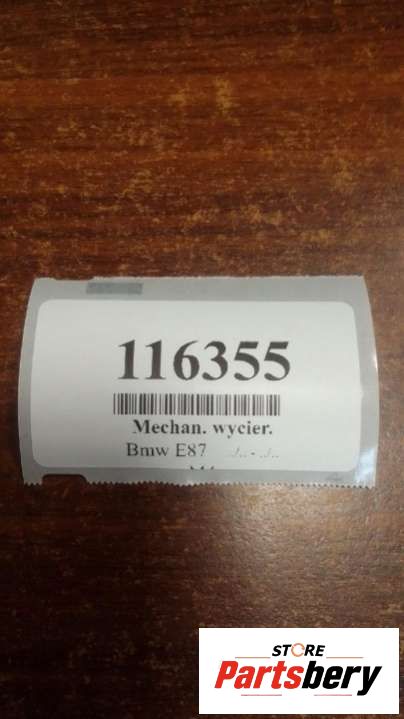 116355
Mechan. wycier.
Bmw E87 ../.. - ../..
STORE
Partsbery